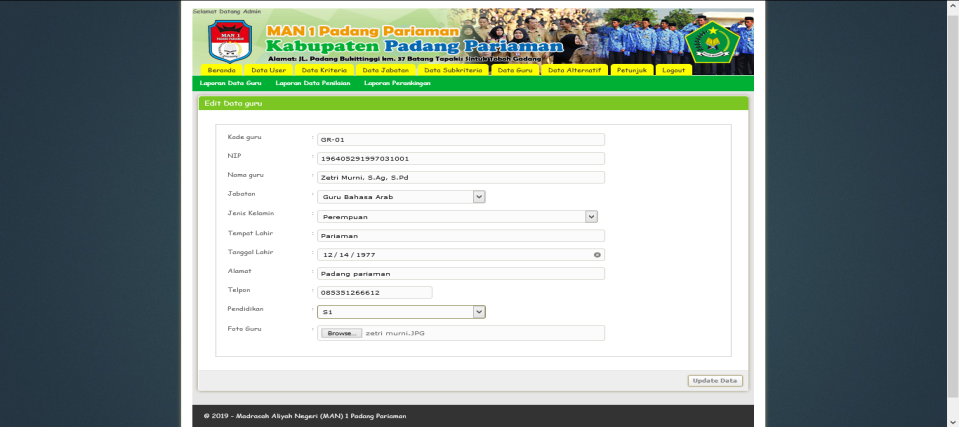 Selamat Datang Admin
MAN 1
MAN 1 Padang Pariaman
Kabupaten Padang Pariaman
Alamat: JL. Padang Bukittinggi km. 37 Batang Tapakis Sintuk Toboh Gadang
Beranda Data User Data Kriteria Data Jabatan Data Subkriteria Data Guru Data Alternatif Petunjuk Logout
Laporan Data Guru Laporan Data Penilaian Laporan Perankingan
Edit Data guru
Kode guru : GR-01
NIP : 196405291997031001
Nama guru : Zetri Murni, S.Ag, S.Pd
Jabatan : Guru Bahasa Arab
Jenis Kelamin : Perempuan
Tempat Lahir : Pariaman
Tanggal Lahir : 12 / 14 / 1977
Alamat : Padang pariaman
Telpon : 085351266612
Pendidikan : S1
Foto Guru : Browse... zetri murni.JPG
Update Data
© 2019 - Madrasah Aliyah Negeri (MAN) 1 Padang Pariaman